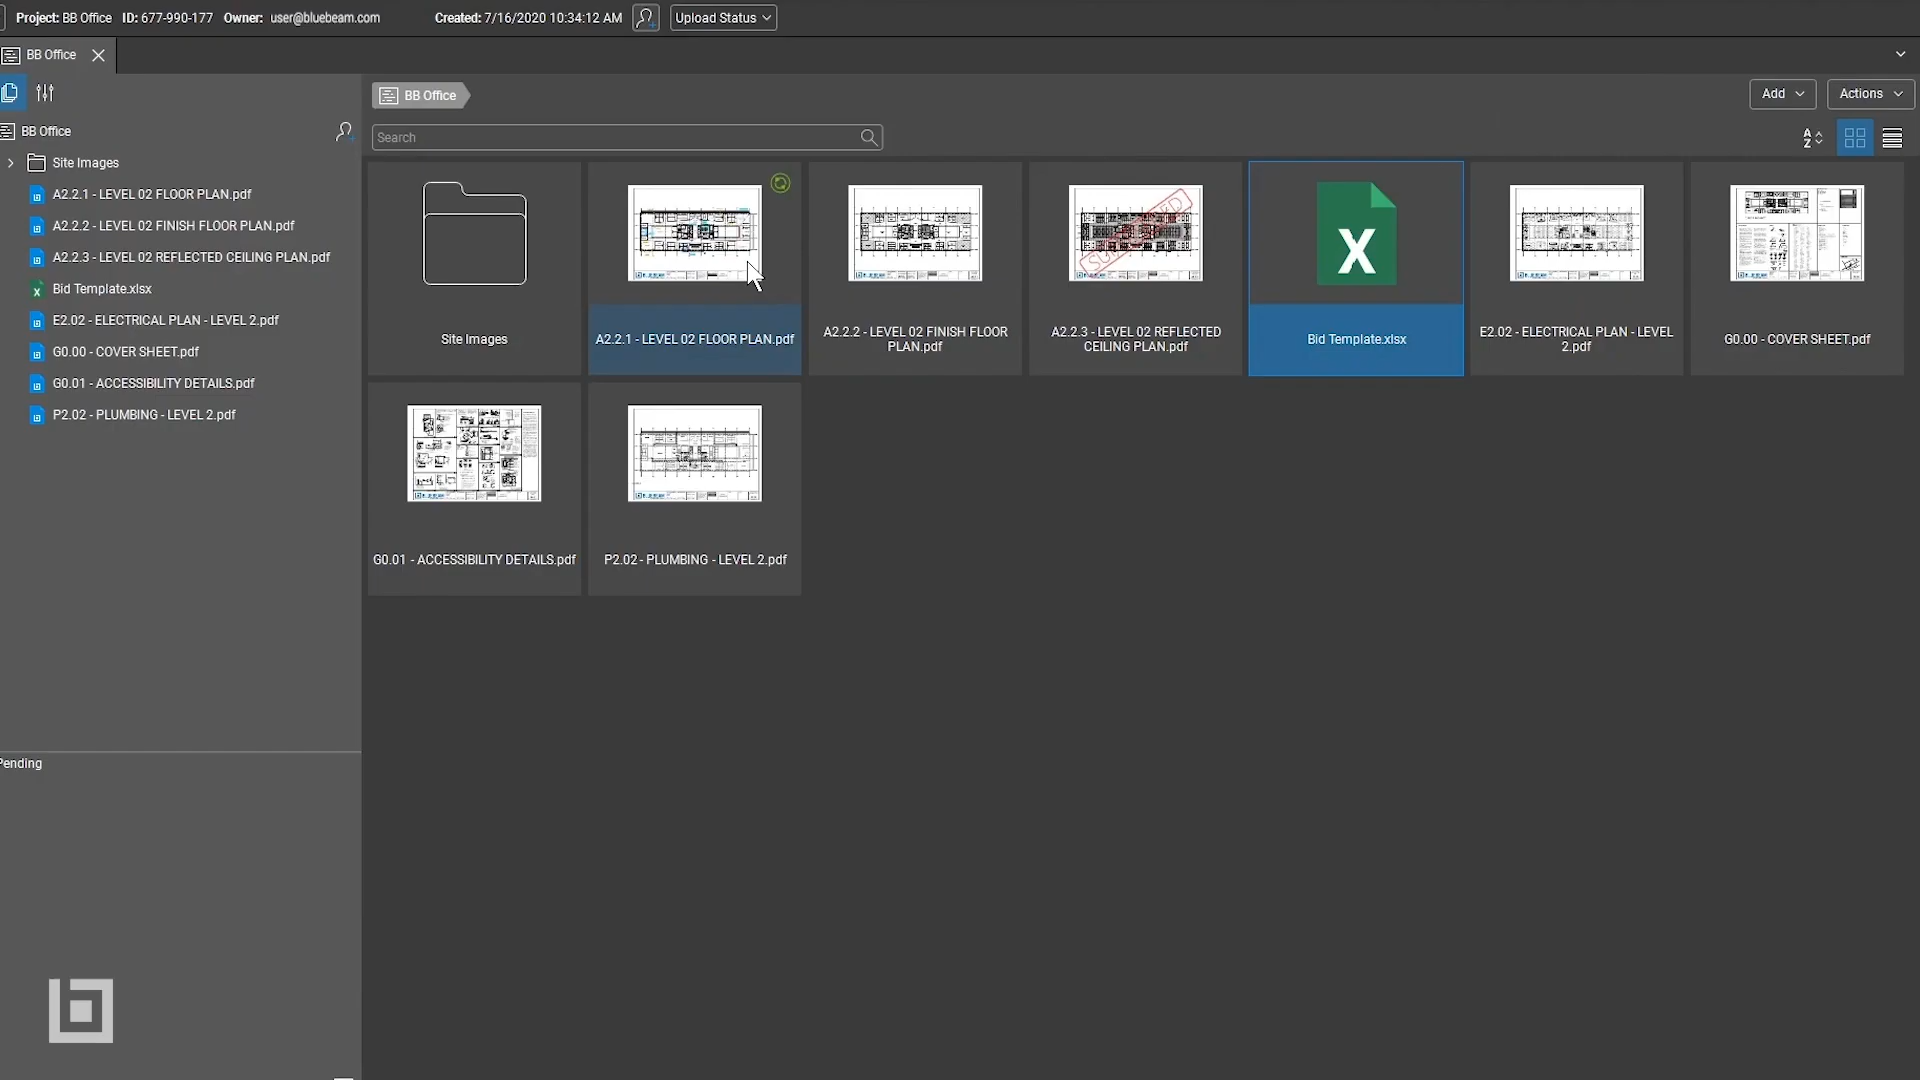 Project: BB Office ID: 677-990-177 Owner: user@bluebeam.com Created: 7/16/2020 10:34:12 AM Upload Status
BB Office
BB Office
Add Actions
BB Office
Search
A
Z
Site Images
A2.2.1 - LEVEL 02 FLOOR PLAN.pdf
A2.2.2 - LEVEL 02 FINISH FLOOR PLAN.pdf
A2.2.3 - LEVEL 02 REFLECTED CEILING PLAN.pdf
X Bid Template.xlsx
E2.02 - ELECTRICAL PLAN - LEVEL 2.pdf
G0.00 - COVER SHEET.pdf
G0.01 - ACCESSIBILITY DETAILS.pdf
P2.02 - PLUMBING - LEVEL 2.pdf
Pending
Site Images
A2.2.1 - LEVEL 02 FLOOR PLAN.pdf
A2.2.2 - LEVEL 02 FINISH FLOOR
PLAN.pdf
A2.2.3 - LEVEL 02 REFLECTED
CEILING PLAN.pdf
X
Bid Template.xlsx
E2.02 - ELECTRICAL PLAN - LEVEL
2.pdf
G0.00 - COVER SHEET.pdf
G0.01 - ACCESSIBILITY DETAILS.pdf
P2.02 - PLUMBING - LEVEL 2.pdf